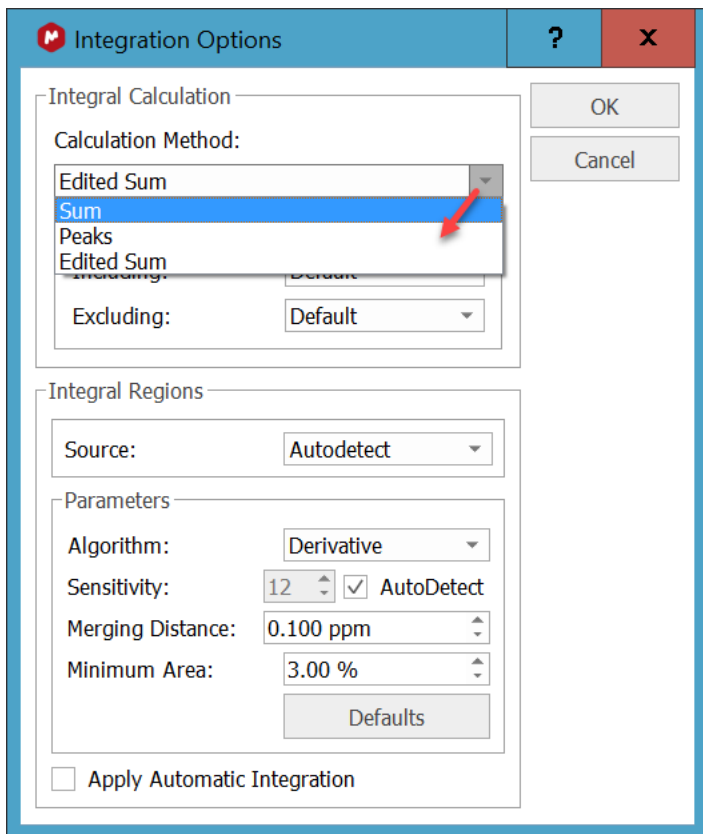 Integration Options ? x
Integral Calculation
OK
Calculation Method:
Cancel
Edited Sum
Sum
Peaks
Edited Sum
Including: Default
Excluding: Default
Integral Regions
Source: Autodetect
Parameters
Algorithm: Derivative
Sensitivity: 12 AutoDetect
Merging Distance: 0.100 ppm
Minimum Area: 3.00 %
Defaults
Apply Automatic Integration